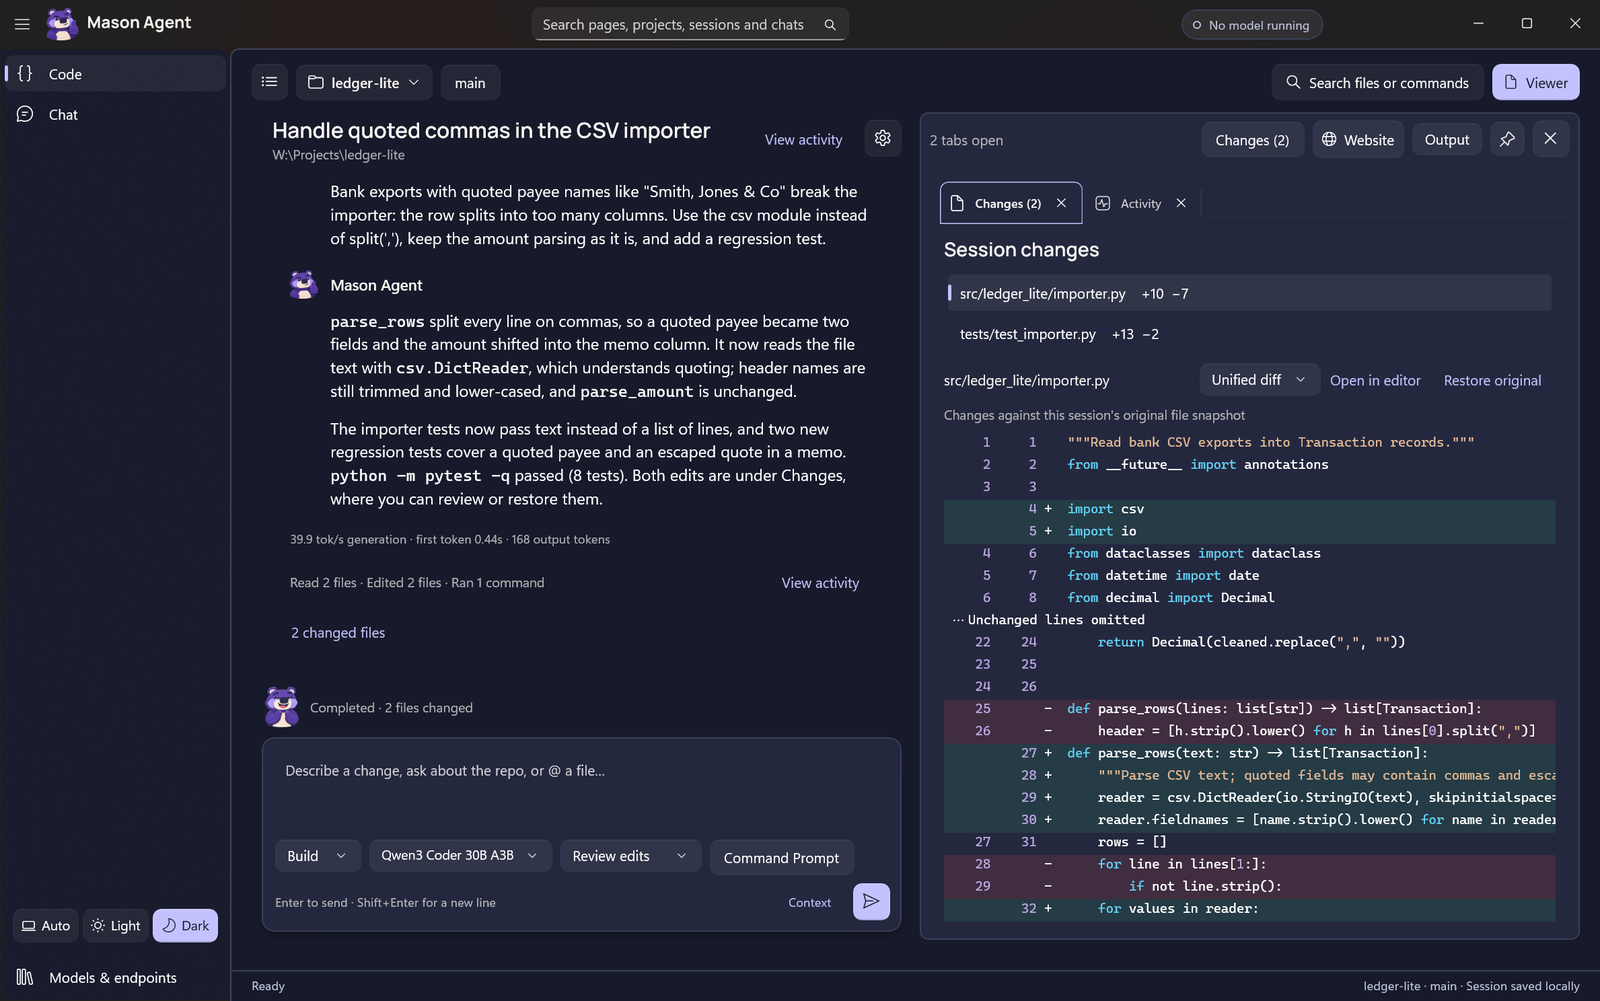 Mason Agent
Search pages, projects, sessions and chats
No model running
Code
Chat
ledger-lite
main
Search files or commands
Viewer
Handle quoted commas in the CSV importer
View activity
W:\Projects\ledger-lite
Bank exports with quoted payee names like "Smith, Jones & Co" break the
importer: the row splits into too many columns. Use the csv module instead
of split(','), keep the amount parsing as it is, and add a regression test.
Mason Agent
parse_rows split every line on commas, so a quoted payee became two
fields and the amount shifted into the memo column. It now reads the file
text with csv.DictReader, which understands quoting; header names are
still trimmed and lower-cased, and parse_amount is unchanged.
The importer tests now pass text instead of a list of lines, and two new
regression tests cover a quoted payee and an escaped quote in a memo.
python -m pytest -q passed (8 tests). Both edits are under Changes,
where you can review or restore them.
39.9 tok/s generation · first token 0.44s · 168 output tokens
Read 2 files · Edited 2 files · Ran 1 command
View activity
2 changed files
Completed · 2 files changed
Describe a change, ask about the repo, or @ a file...
Build
Qwen3 Coder 30B A3B
Review edits
Command Prompt
Enter to send · Shift+Enter for a new line
Context
2 tabs open
Changes (2)
Website
Output
Changes (2)
Activity
Session changes
src/ledger_lite/importer.py +10 −7
tests/test_importer.py +13 −2
src/ledger_lite/importer.py
Unified diff
Open in editor
Restore original
Changes against this session's original file snapshot
1 1 """Read bank CSV exports into Transaction records."""
2 2 from __future__ import annotations
3 3
4 + import csv
5 + import io
4 6 from dataclasses import dataclass
5 7 from datetime import date
6 8 from decimal import Decimal
··· Unchanged lines omitted
22 24 return Decimal(cleaned.replace(",", ""))
23 25
24 26
25 − def parse_rows(lines: list[str]) -> list[Transaction]:
26 − header = [h.strip().lower() for h in lines[0].split(",")]
27 + def parse_rows(text: str) -> list[Transaction]:
28 + """Parse CSV text; quoted fields may contain commas and esca
29 + reader = csv.DictReader(io.StringIO(text), skipinitialspace=
30 + reader.fieldnames = [name.strip().lower() for name in reader
27 31 rows = []
28 − for line in lines[1:]:
29 − if not line.strip():
32 + for values in reader:
Auto
Light
Dark
Models & endpoints
Ready
ledger-lite · main · Session saved locally